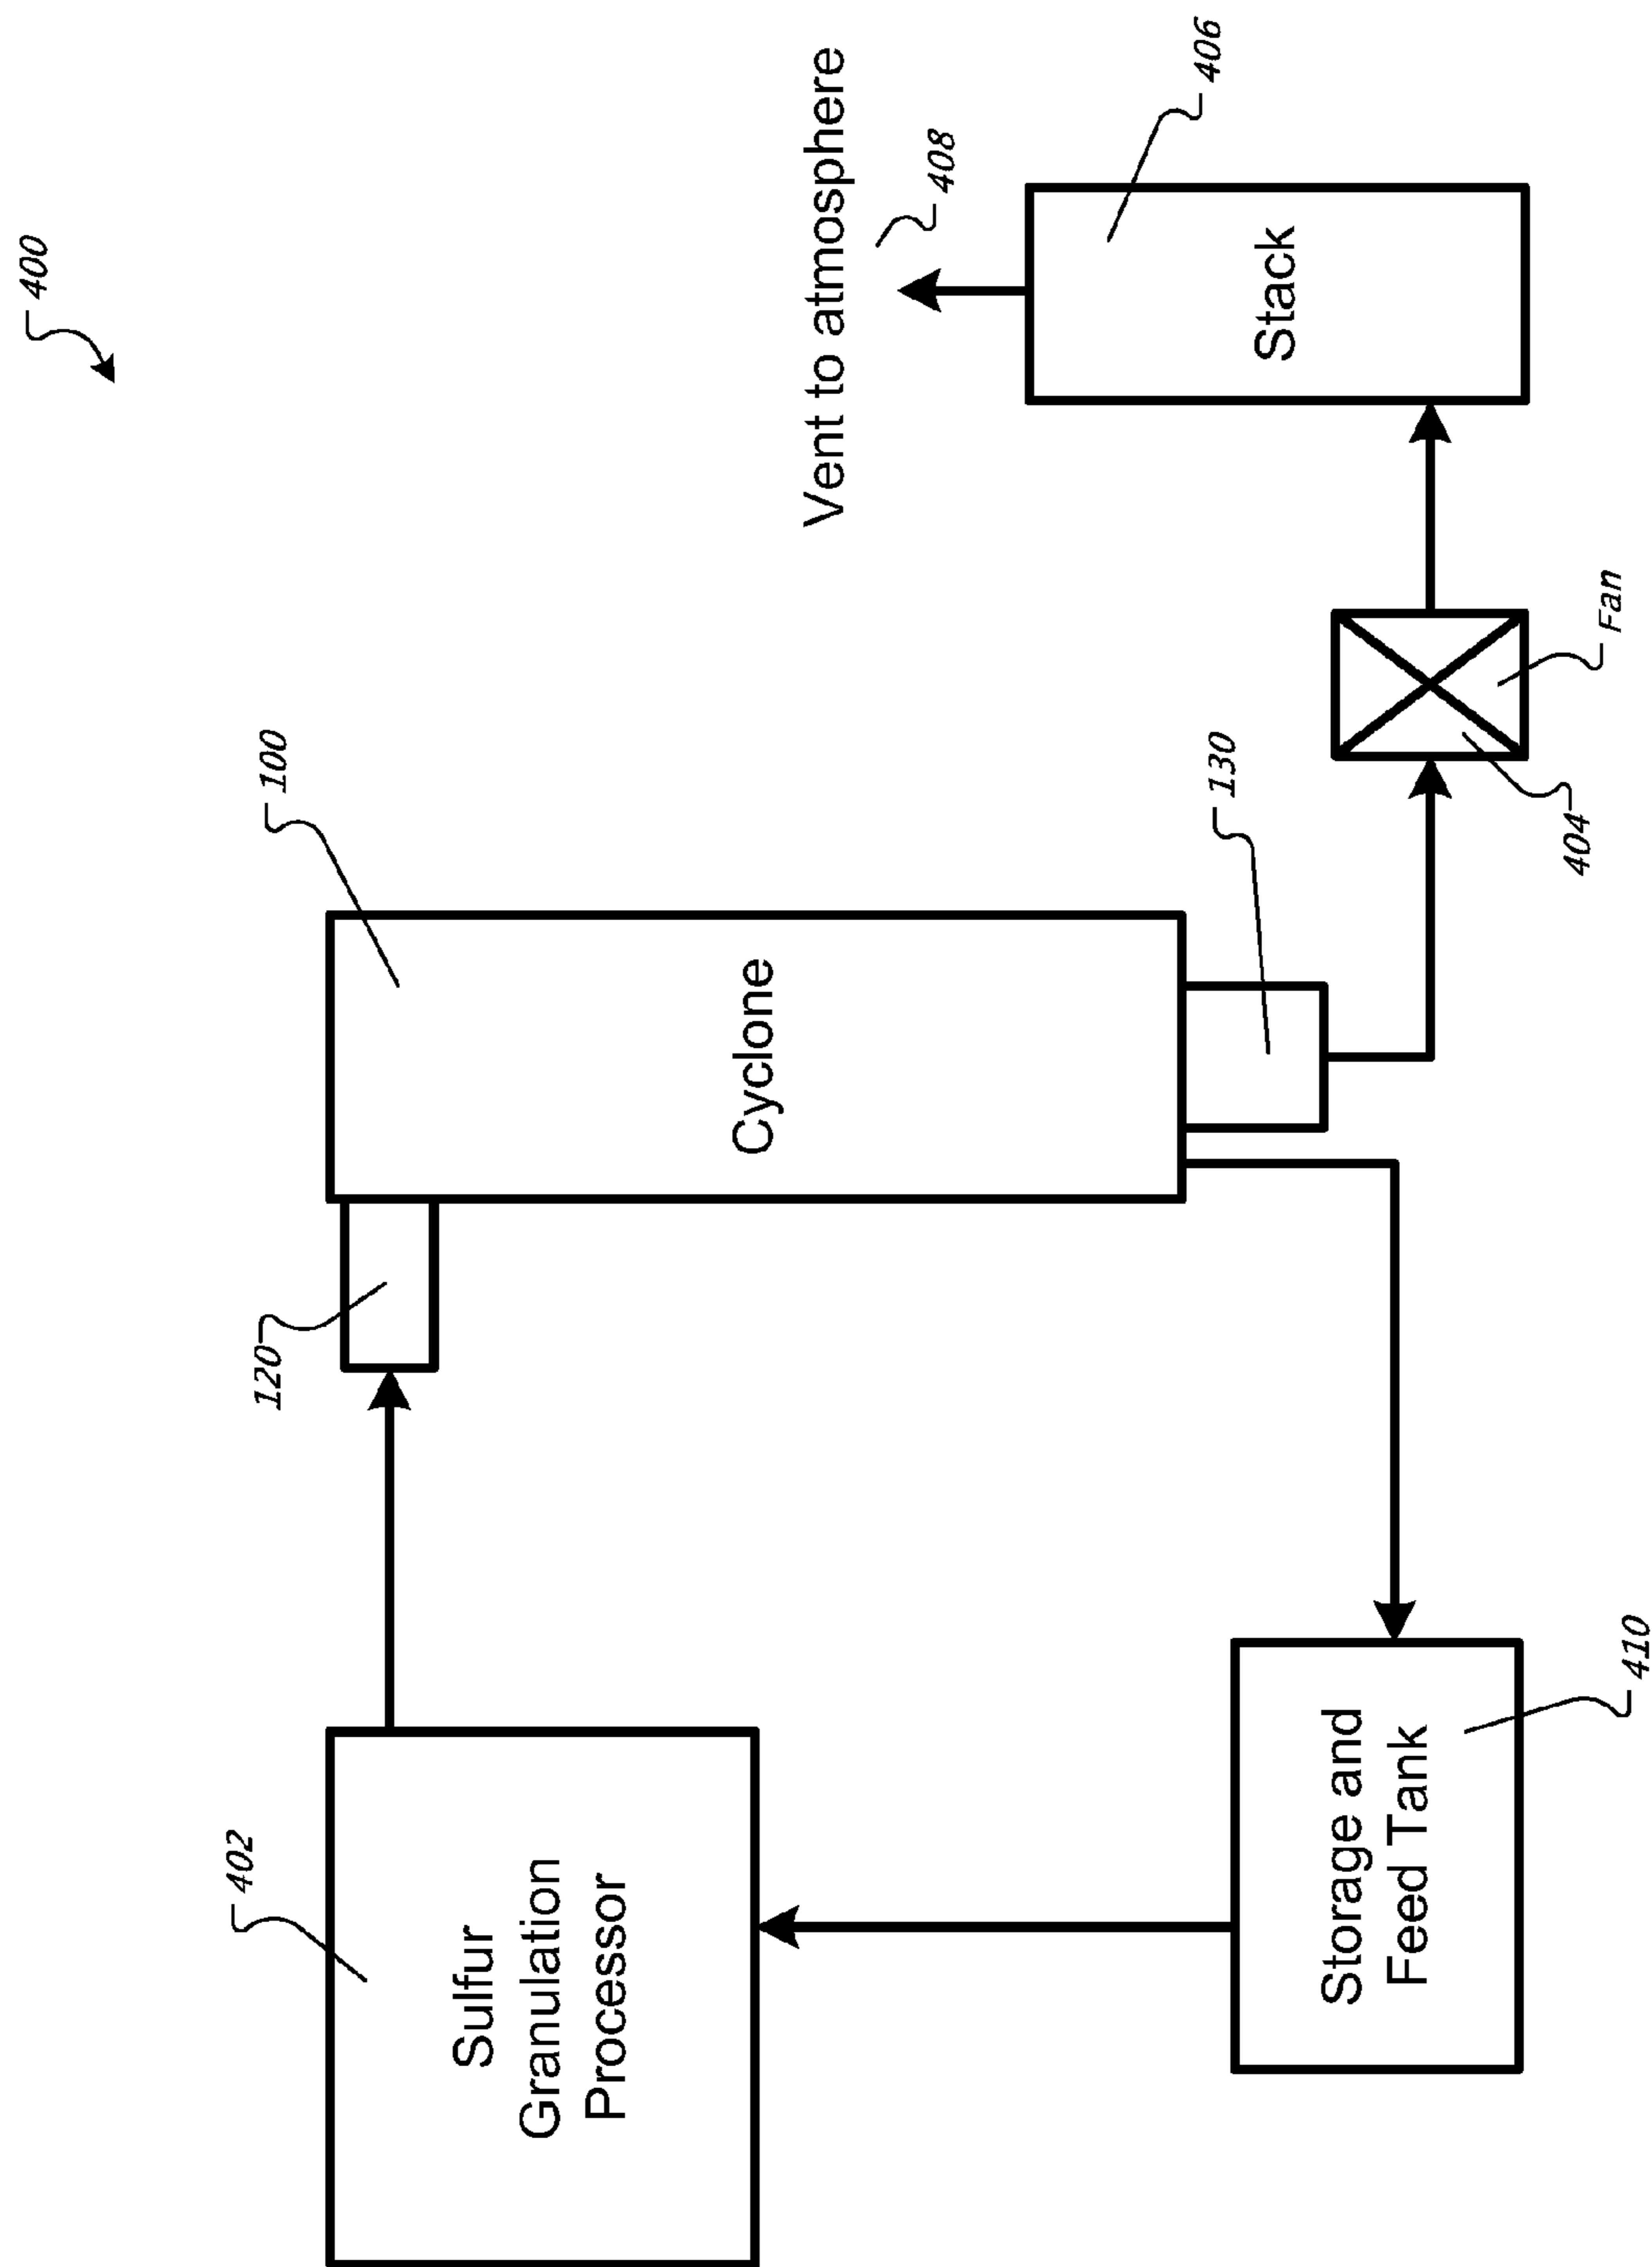 400
Vent to atmosphere
408
406
Stack
100
Cyclone
120
130
Fan
404
402
Sulfur
Granulation
Processor
Storage and
Feed Tank
410